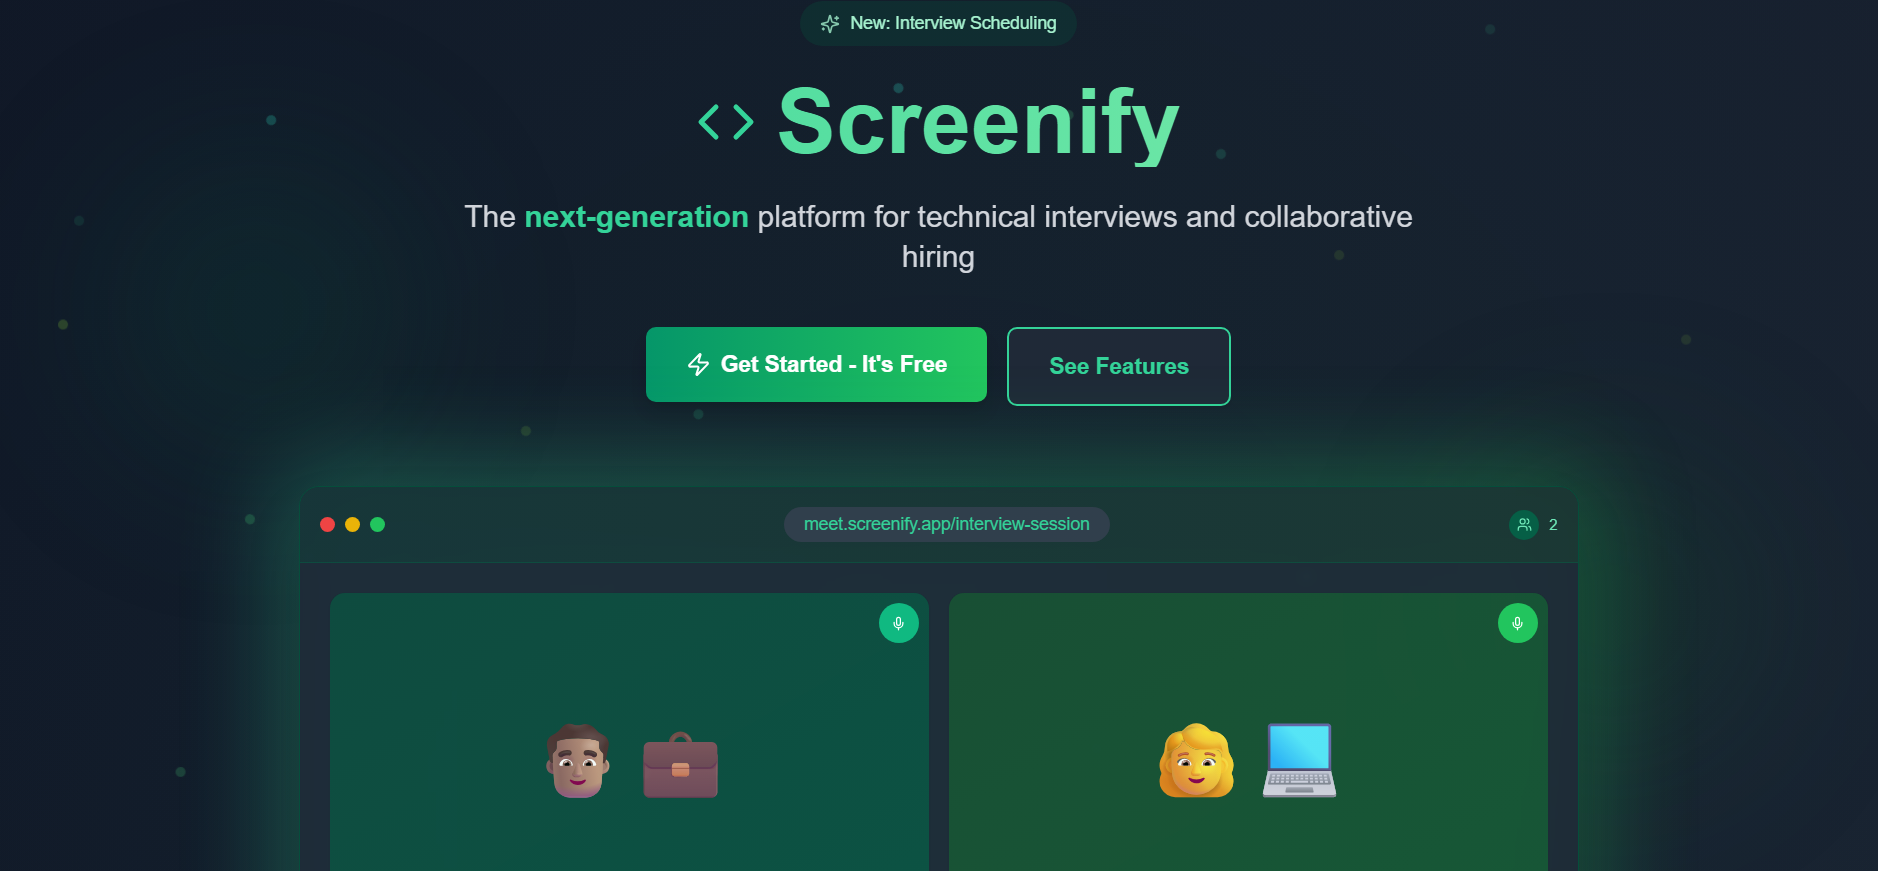 New: Interview Scheduling
Screenify
The next-generation platform for technical interviews and collaborative
hiring
Get Started - It's Free
See Features
meet.screenify.app/interview-session
2